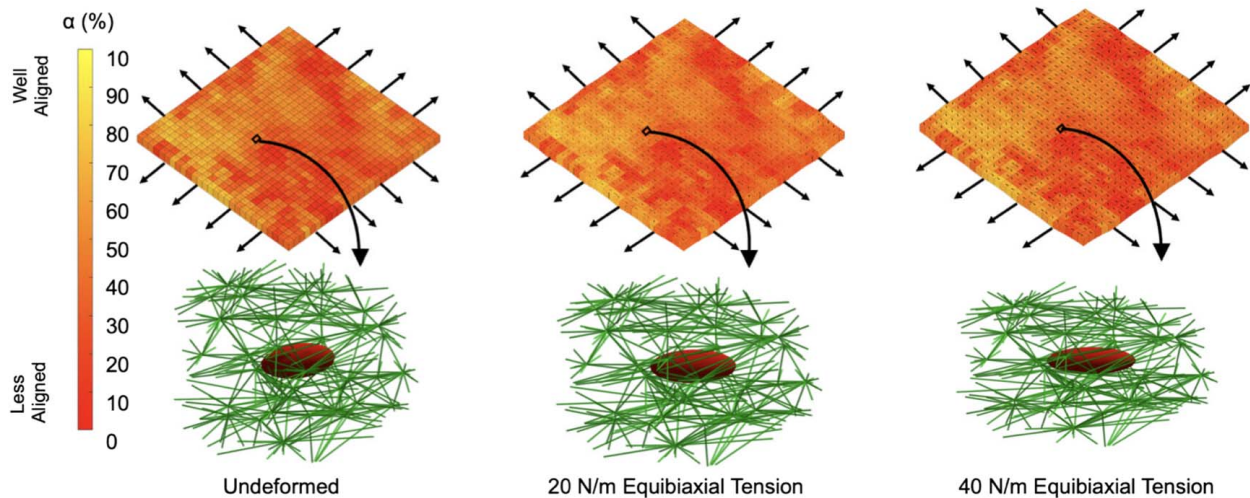 α (%)
Well
Aligned
10
90
80
70
60
50
40
30
20
10
0
Less
Aligned
Undeformed
20 N/m Equibiaxial Tension
40 N/m Equibiaxial Tension